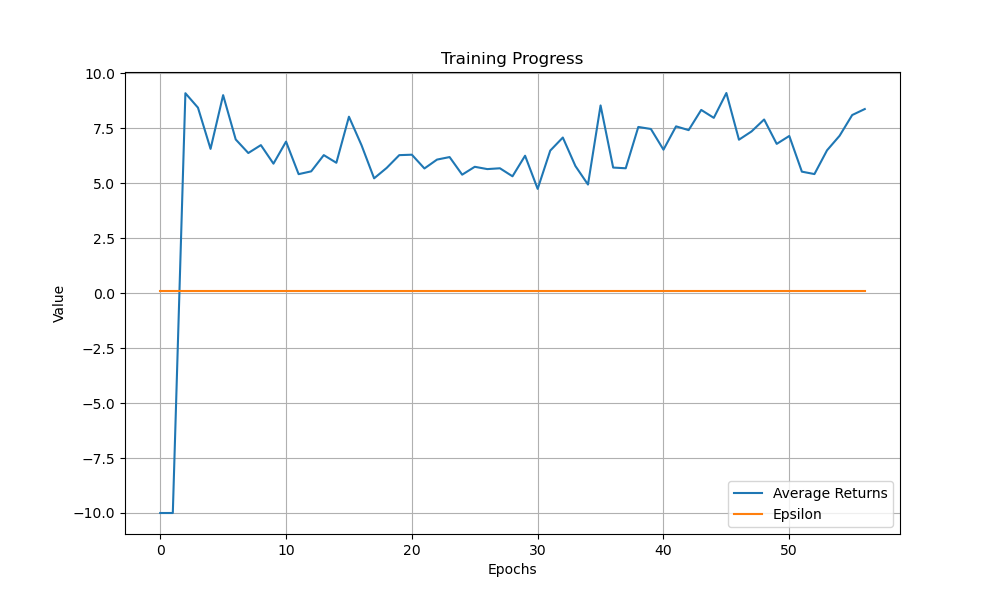 Training Progress
10.0
7.5
5.0
2.5
0.0
−2.5
−5.0
−7.5
−10.0
Value
Average Returns
Epsilon
0 10 20 30 40 50
Epochs